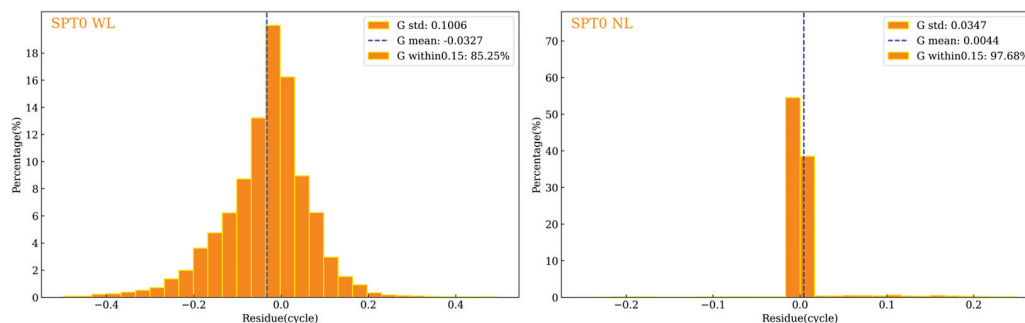 SPT0 WL
G std: 0.1006
G mean: -0.0327
G within0.15: 85.25%
Percentage(%)
18
16
14
12
10
8
6
4
2
0
−0.4
−0.2
0.0
0.2
0.4
Residue(cycle)
SPT0 NL
G std: 0.0347
G mean: 0.0044
G within0.15: 97.68%
Percentage(%)
70
60
50
40
30
20
10
0
−0.2
−0.1
0.0
0.1
0.2
Residue(cycle)